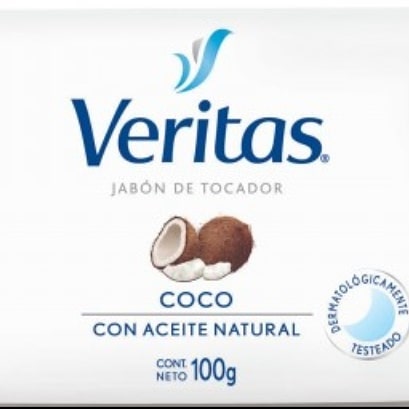 Veritas®
JABÓN DE TOCADOR
COCO
CON ACEITE NATURAL
CONT.
NETO 100g
DERMATOLÓGICAMENTE
TESTEADO